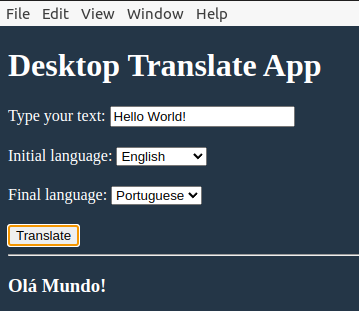 File Edit View Window Help
Desktop Translate App
Type your text: Hello World!
Initial language: English
Final language: Portuguese
Translate
Olá Mundo!